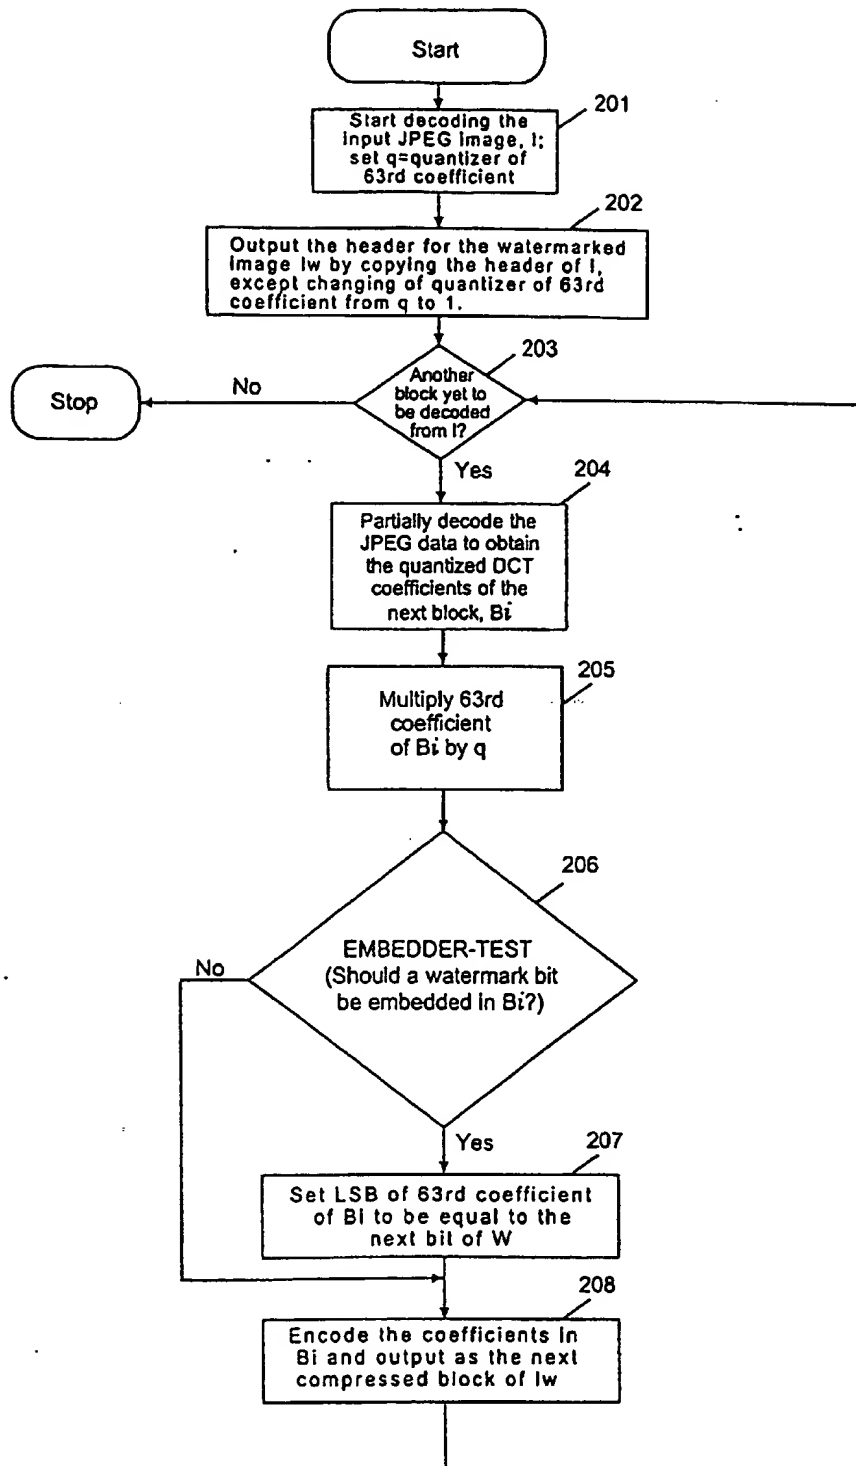 Start
201
Start decoding the
input JPEG image, I;
set q=quantizer of
63rd coefficient
202
Output the header for the watermarked
image Iw by copying the header of I,
except changing of quantizer of 63rd
coefficient from q to 1.
203
Another
block yet to
be decoded
from I?
No
Stop
Yes
204
Partially decode the
JPEG data to obtain
the quantized DCT
coefficients of the
next block, Bi
205
Multiply 63rd
coefficient
of Bi by q
206
EMBEDDER-TEST
(Should a watermark bit
be embedded in Bi?)
No
Yes
207
Set LSB of 63rd coefficient
of Bi to be equal to the
next bit of W
208
Encode the coefficients in
Bi and output as the next
compressed block of Iw